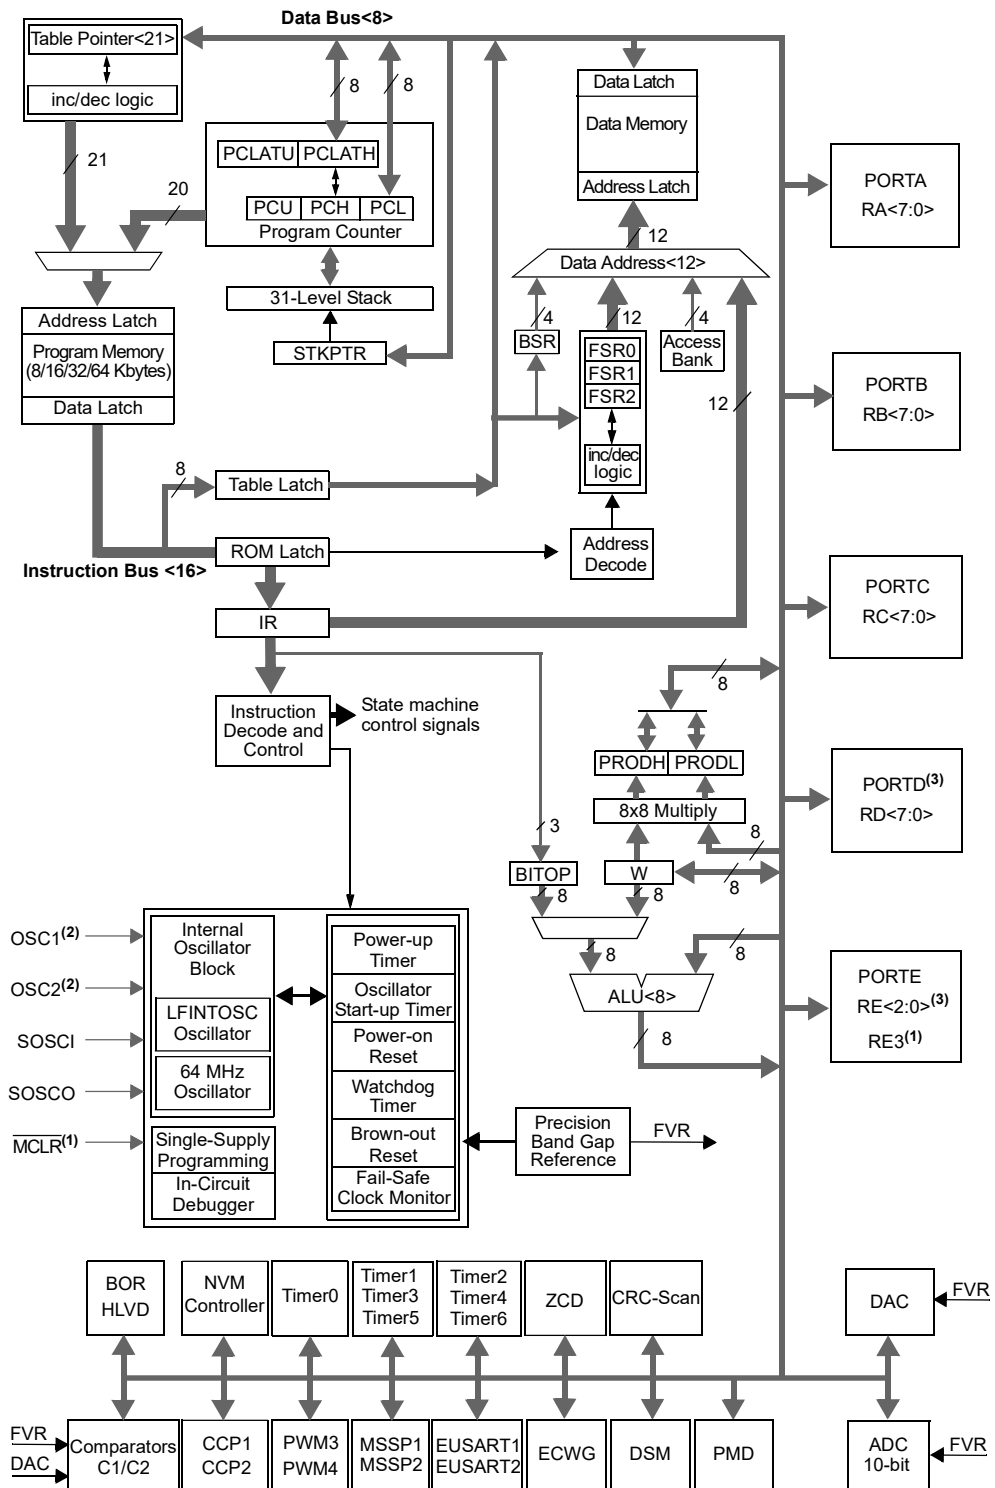 Data Bus<8>
Table Pointer<21>
inc/dec logic
21
20
8
8
PCLATU
PCLATH
PCU
PCH
PCL
Program Counter
31-Level Stack
STKPTR
Data Latch
Data Memory
Address Latch
12
Data Address<12>
4
12
4
BSR
FSR0
FSR1
FSR2
inc/dec
logic
Access
Bank
12
Address Latch
Program Memory
(8/16/32/64 Kbytes)
Data Latch
8
Table Latch
ROM Latch
Instruction Bus <16>
Address
Decode
IR
Instruction
Decode and
Control
State machine
control signals
PORTA
RA<7:0>
PORTB
RB<7:0>
PORTC
RC<7:0>
PORTD(3)
RD<7:0>
PORTE
RE<2:0>(3)
RE3(1)
8
PRODH
PRODL
8x8 Multiply
8
3
BITOP
W
8
8
8
8
8
ALU<8>
8
OSC1(2)
OSC2(2)
SOSCI
SOSCO
MCLR(1)
Internal
Oscillator
Block
LFINTOSC
Oscillator
64 MHz
Oscillator
Single-Supply
Programming
In-Circuit
Debugger
Power-up
Timer
Oscillator
Start-up Timer
Power-on
Reset
Watchdog
Timer
Brown-out
Reset
Fail-Safe
Clock Monitor
Precision
Band Gap
Reference
FVR
BOR
HLVD
NVM
Controller
Timer0
Timer1
Timer3
Timer5
Timer2
Timer4
Timer6
ZCD
CRC-Scan
DAC
FVR
FVR
DAC
Comparators
C1/C2
CCP1
CCP2
PWM3
PWM4
MSSP1
MSSP2
EUSART1
EUSART2
ECWG
DSM
PMD
ADC
10-bit
FVR